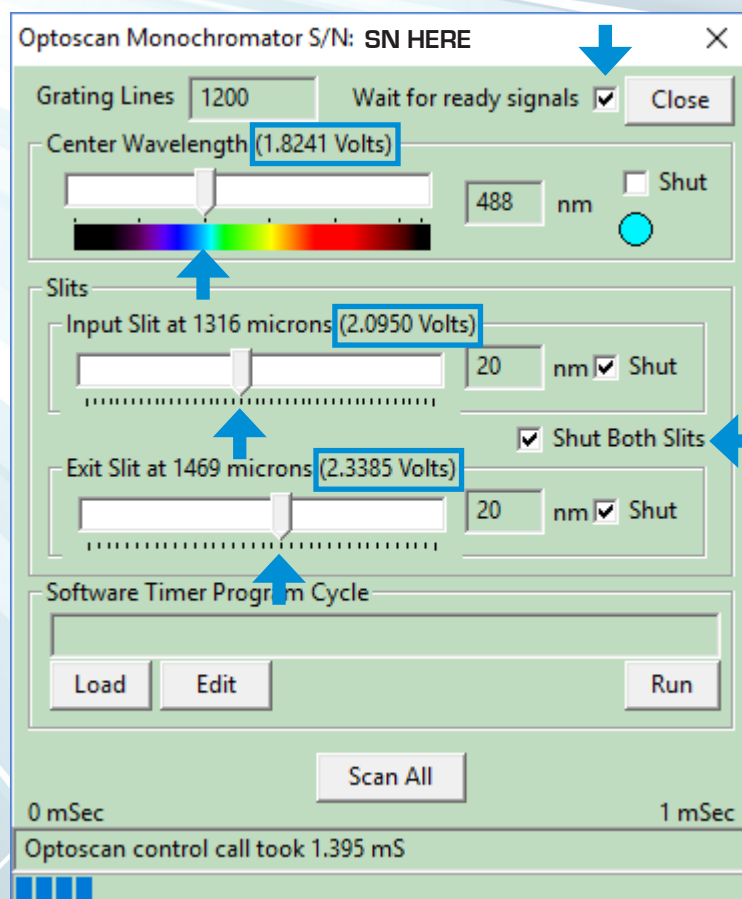 Optoscan Monochromator S/N: SN HERE
Grating Lines 1200 Wait for ready signals Close
Center Wavelength (1.8241 Volts)
488 nm Shut
Slits
Input Slit at 1316 microns (2.0950 Volts)
20 nm Shut
Shut Both Slits
Exit Slit at 1469 microns (2.3385 Volts)
20 nm Shut
Software Timer Program Cycle
Load Edit Run
Scan All
0 mSec 1 mSec
Optoscan control call took 1.395 mS